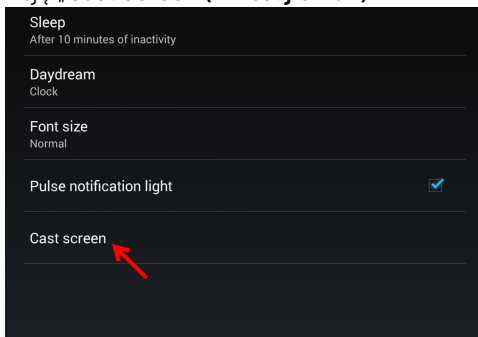 Sleep
After 10 minutes of inactivity
Daydream
Clock
Font size
Normal
Pulse notification light
Cast screen